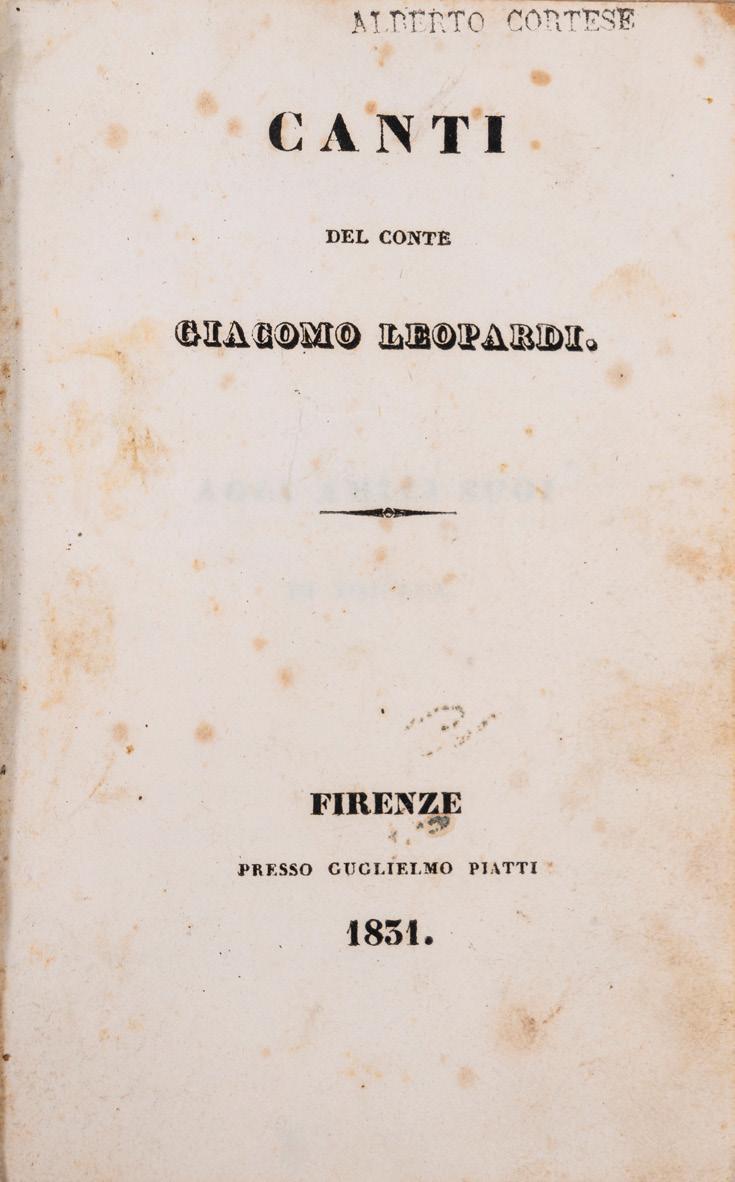 ALBERTO CORTESE
CANTI
DEL CONTE
GIACOMO LEOPARDI.
FIRENZE
PRESSO GUGLIELMO PIATTI
1831.